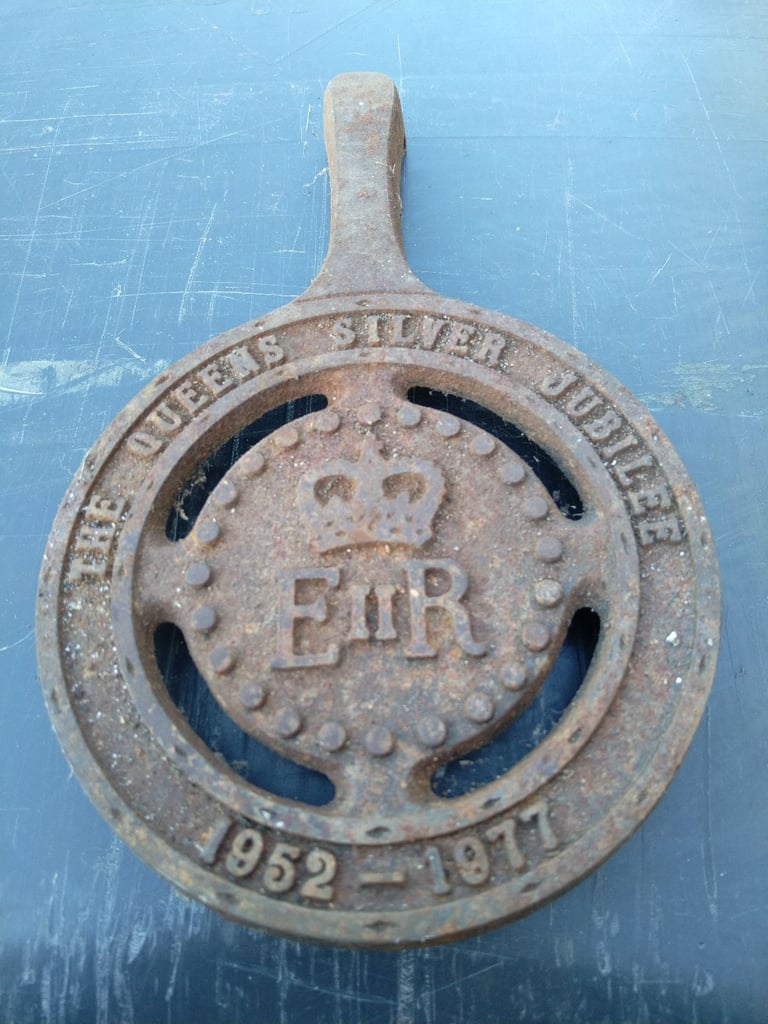 THE QUEENS SILVER JUBILEE
EIIR
1952 - 1977